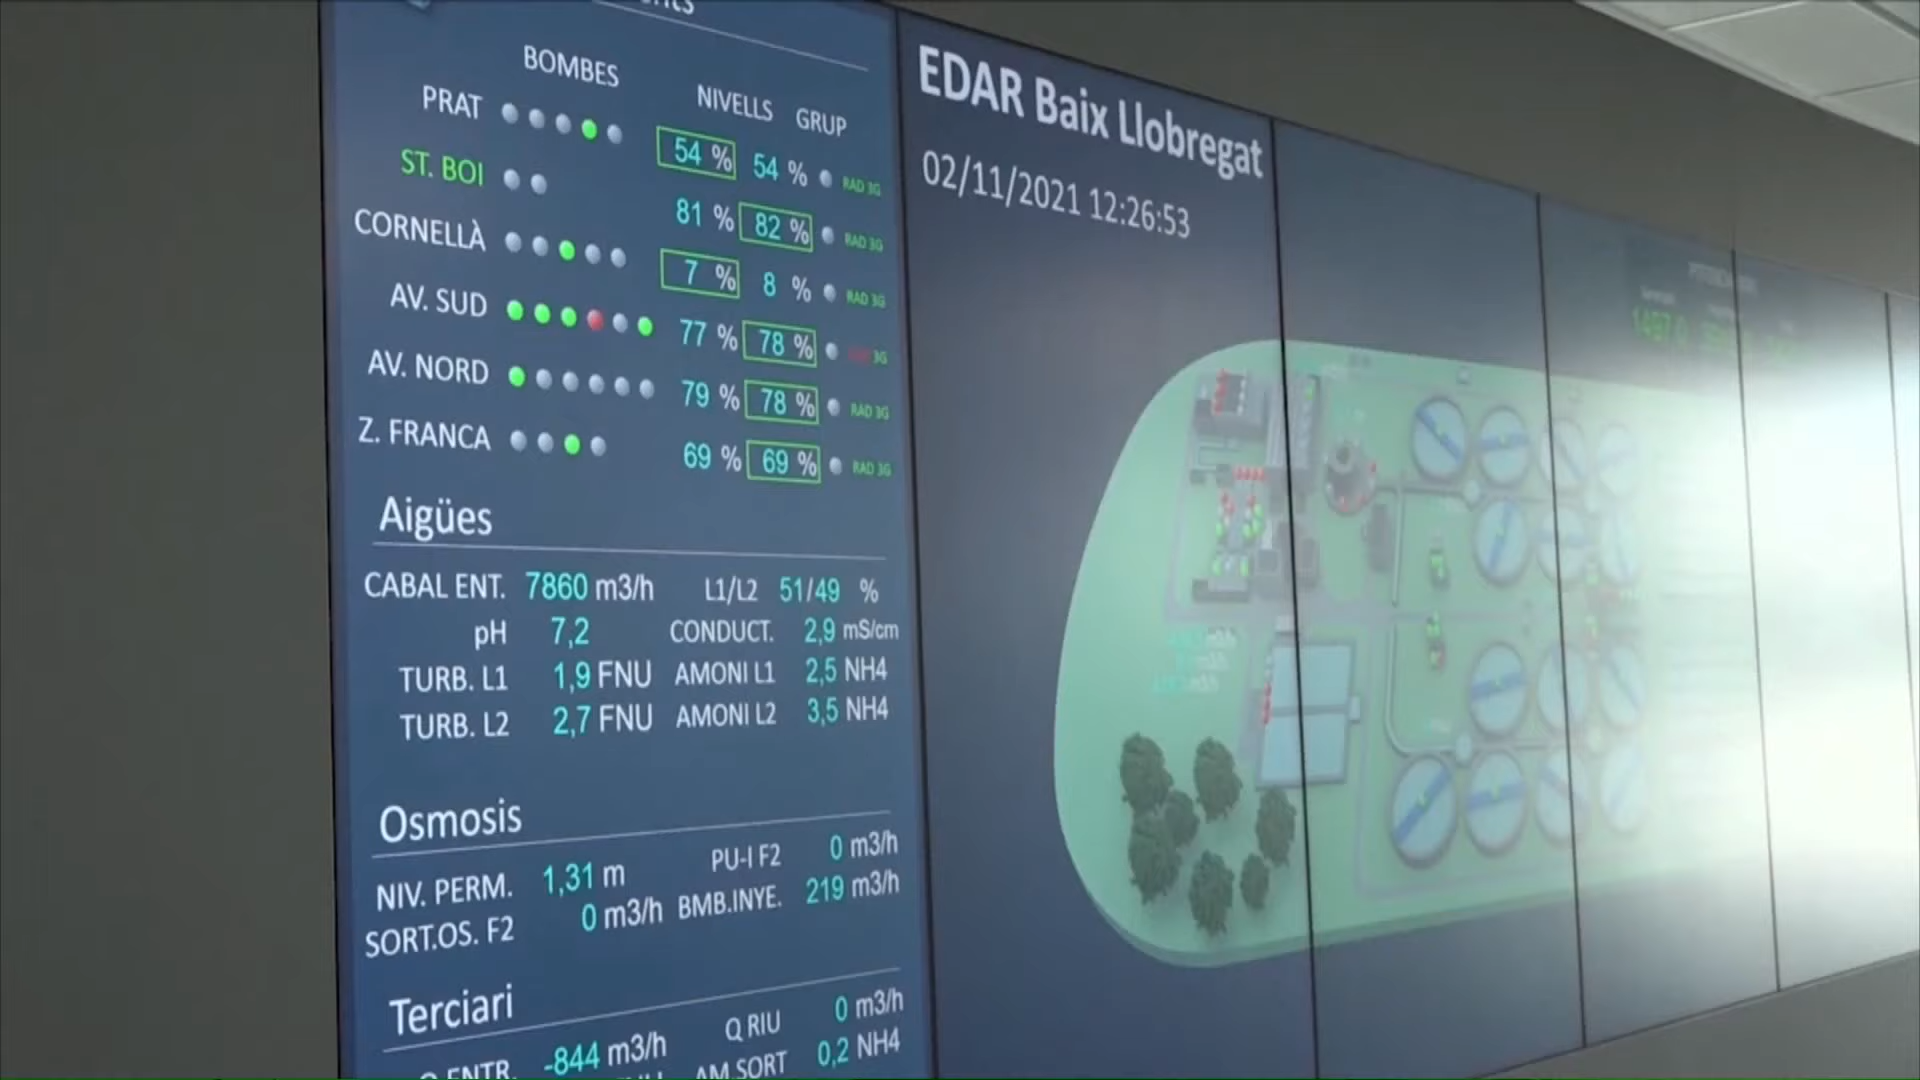 BOMBES
NIVELLS GRUP
PRAT 54 % 54 % RAD 3G
ST. BOI 81 % 82 % RAD 3G
CORNELLÀ 7 % 8 % RAD 3G
AV. SUD 77 % 78 % 3G
AV. NORD 79 % 78 % RAD 3G
Z. FRANCA 69 % 69 % RAD 3G
Aigües
CABAL ENT. 7860 m3/h L1/L2 51/49 %
pH 7,2 CONDUCT. 2,9 mS/cm
TURB. L1 1,9 FNU AMONI L1 2,5 NH4
TURB. L2 2,7 FNU AMONI L2 3,5 NH4
Osmosis
NIV. PERM. 1,31 m PU-I F2 0 m3/h
SORT.OS. F2 0 m3/h BMB.INYE. 219 m3/h
Terciari
-844 m3/h Q RIU 0 m3/h
AM.SORT 0,2 NH4
EDAR Baix Llobregat
02/11/2021 12:26:53